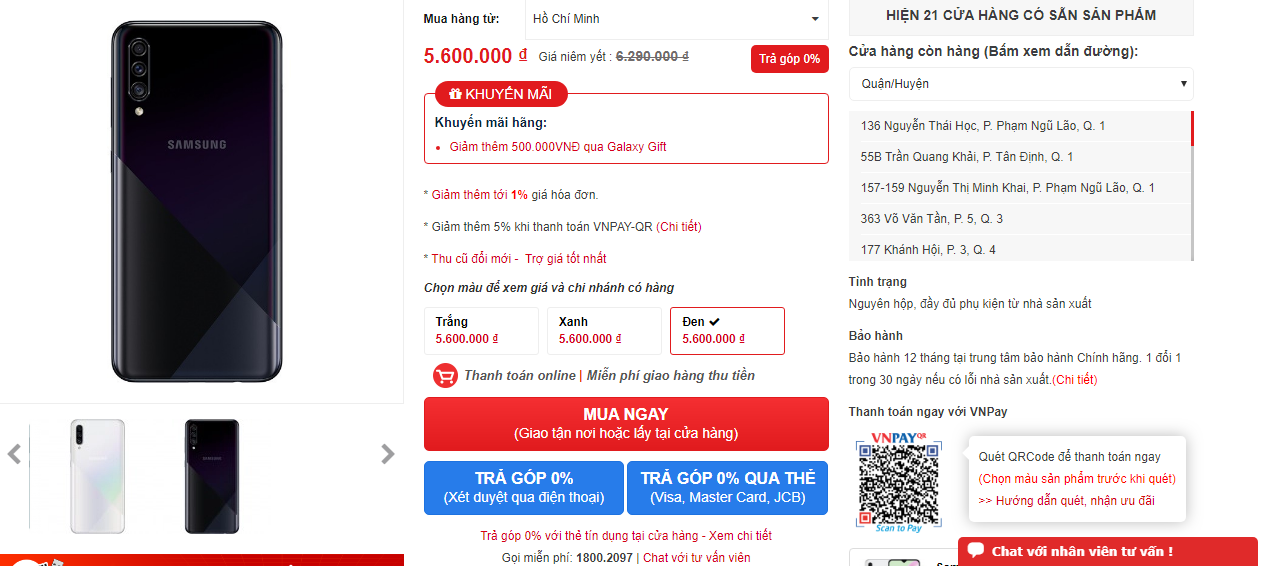 SAMSUNG
Mua hàng từ:
Hồ Chí Minh
5.600.000 ₫
Giá niêm yết : 6.290.000 ₫
Trả góp 0%
KHUYẾN MÃI
Khuyến mãi hãng:
Giảm thêm 500.000VNĐ qua Galaxy Gift
* Giảm thêm tới 1% giá hóa đơn.
* Giảm thêm 5% khi thanh toán VNPAY-QR (Chi tiết)
* Thu cũ đổi mới - Trợ giá tốt nhất
Chọn màu để xem giá và chi nhánh có hàng
Trắng
5.600.000 ₫
Xanh
5.600.000 ₫
Đen ✔
5.600.000 ₫
Thanh toán online | Miễn phí giao hàng thu tiền
MUA NGAY
(Giao tận nơi hoặc lấy tại cửa hàng)
TRẢ GÓP 0%
(Xét duyệt qua điện thoại)
TRẢ GÓP 0% QUA THẺ
(Visa, Master Card, JCB)
Trả góp 0% với thẻ tín dụng tại cửa hàng - Xem chi tiết
Gọi miễn phí: 1800.2097 | Chat với tư vấn viên
HIỆN 21 CỬA HÀNG CÓ SẴN SẢN PHẨM
Cửa hàng còn hàng (Bấm xem dẫn đường):
Quận/Huyện
136 Nguyễn Thái Học, P. Phạm Ngũ Lão, Q. 1
55B Trần Quang Khải, P. Tân Định, Q. 1
157-159 Nguyễn Thị Minh Khai, P. Phạm Ngũ Lão, Q. 1
363 Võ Văn Tần, P. 5, Q. 3
177 Khánh Hội, P. 3, Q. 4
Tình trạng
Nguyên hộp, đầy đủ phụ kiện từ nhà sản xuất
Bảo hành
Bảo hành 12 tháng tại trung tâm bảo hành Chính hãng. 1 đổi 1
trong 30 ngày nếu có lỗi nhà sản xuất.(Chi tiết)
Thanh toán ngay với VNPay
VNPAYQR
Scan to Pay
Quét QRCode để thanh toán ngay
(Chọn màu sản phẩm trước khi quét)
>> Hướng dẫn quét, nhận ưu đãi
Chat với nhân viên tư vấn !